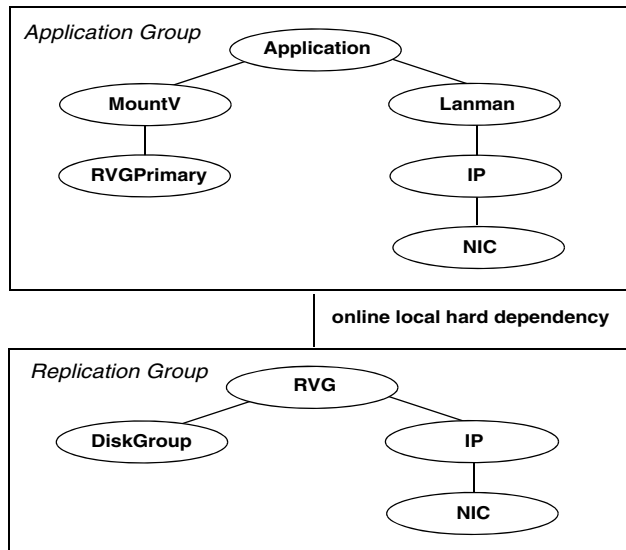 Application Group
Application
MountV
Lanman
RVGPrimary
IP
NIC
online local hard dependency
Replication Group
RVG
DiskGroup
IP
NIC